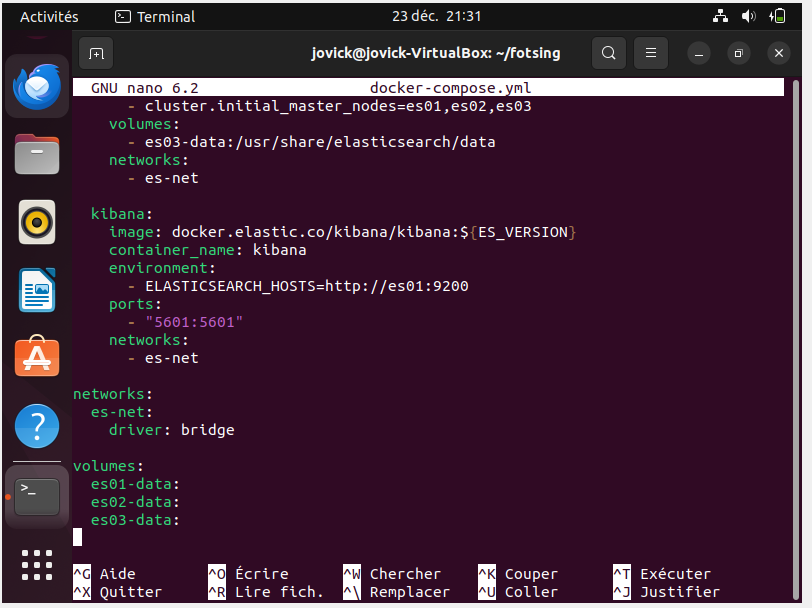 Activités Terminal 23 déc. 21:31
jovick@jovick-VirtualBox: ~/fotsing
GNU nano 6.2 docker-compose.yml
- cluster.initial_master_nodes=es01,es02,es03
volumes:
- es03-data:/usr/share/elasticsearch/data
networks:
- es-net
kibana:
image: docker.elastic.co/kibana/kibana:${ES_VERSION}
container_name: kibana
environment:
- ELASTICSEARCH_HOSTS=http://es01:9200
ports:
- "5601:5601"
networks:
- es-net
networks:
es-net:
driver: bridge
volumes:
es01-data:
es02-data:
es03-data:
^G Aide ^O Écrire ^W Chercher ^K Couper ^T Exécuter
^X Quitter ^R Lire fich. ^\ Remplacer ^U Coller ^J Justifier